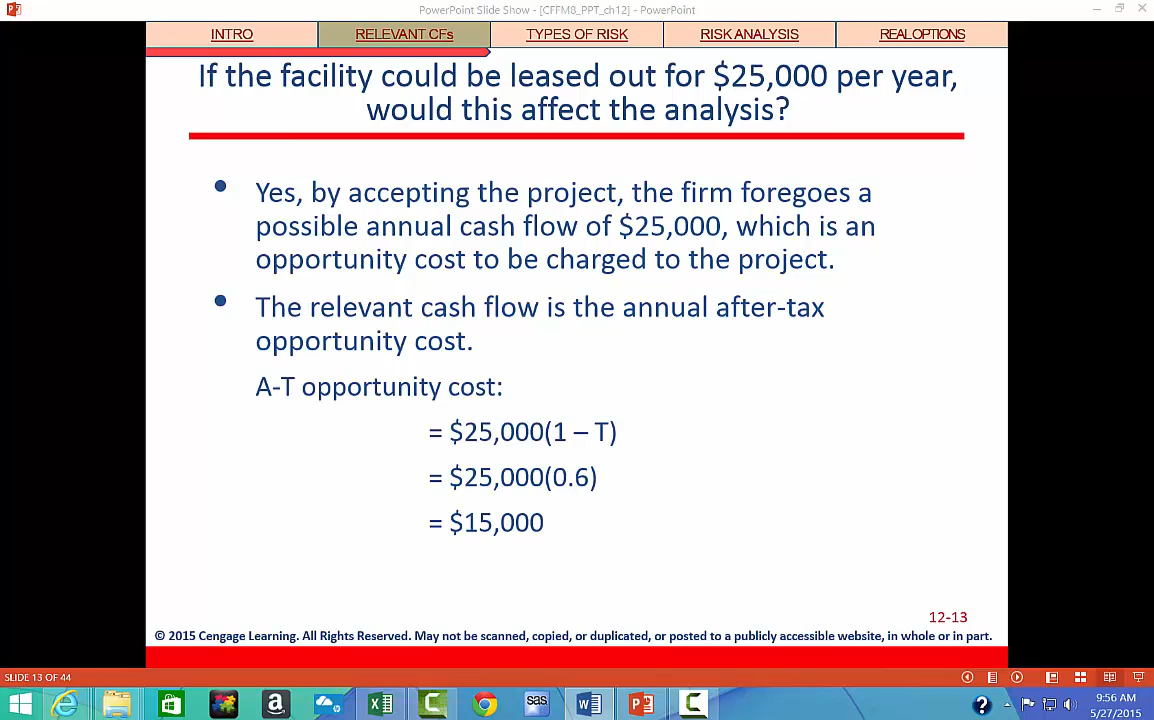 PowerPoint Slide Show - [CFFM8_PPT_ch12] - PowerPoint
INTRO
RELEVANT CFs
TYPES OF RISK
RISK ANALYSIS
REALOPTIONS
If the facility could be leased out for $25,000 per year,
would this affect the analysis?
• Yes, by accepting the project, the firm foregoes a
possible annual cash flow of $25,000, which is an
opportunity cost to be charged to the project.
• The relevant cash flow is the annual after-tax
opportunity cost.
A-T opportunity cost:
= $25,000(1 – T)
= $25,000(0.6)
= $15,000
12-13
© 2015 Cengage Learning. All Rights Reserved. May not be scanned, copied, or duplicated, or posted to a publicly accessible website, in whole or in part.
SLIDE 13 OF 44
a
sas
9:56 AM
5/27/2015